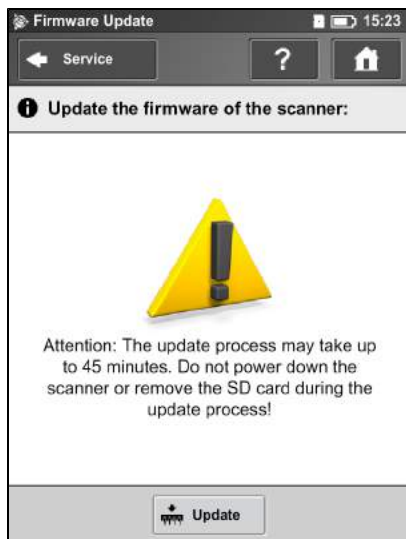 Firmware Update 15:23
Service ?
Update the firmware of the scanner:
Attention: The update process may take up
to 45 minutes. Do not power down the
scanner or remove the SD card during the
update process!
Update